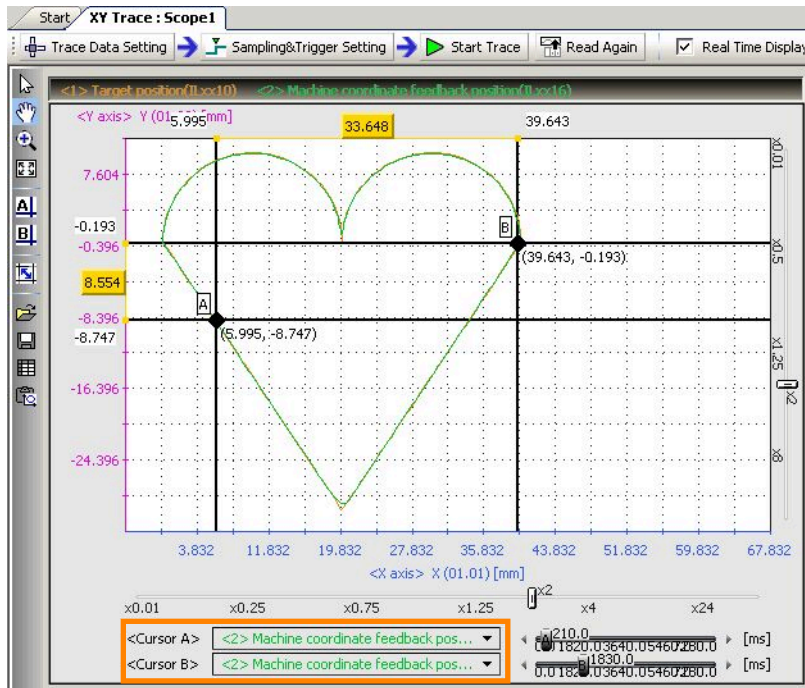 Start XY Trace : Scope1
Trace Data Setting Sampling&Trigger Setting Start Trace Read Again Real Time Display
<1> Target position(ILxx10) <2> Machine coordinate feedback position(ILxx16)
<Y axis> Y (01 [mm]
5.995 33.648 39.643
x0.01
7.604
-0.193 B
-0.396 x0.5
(39.643, -0.193)
8.554
A
-8.396
-8.747 (5.995, -8.747)
x1.25
-16.396 x2
-24.396 x8
3.832 11.832 19.832 27.832 35.832 43.832 51.832 59.832 67.832
<X axis> X (01.01) [mm]
x2
x0.01 x0.25 x0.75 x1.25 x4 x24
<Cursor A> <2> Machine coordinate feedback pos... 210.0 [ms]
<Cursor B> <2> Machine coordinate feedback pos... 1830.0 [ms]